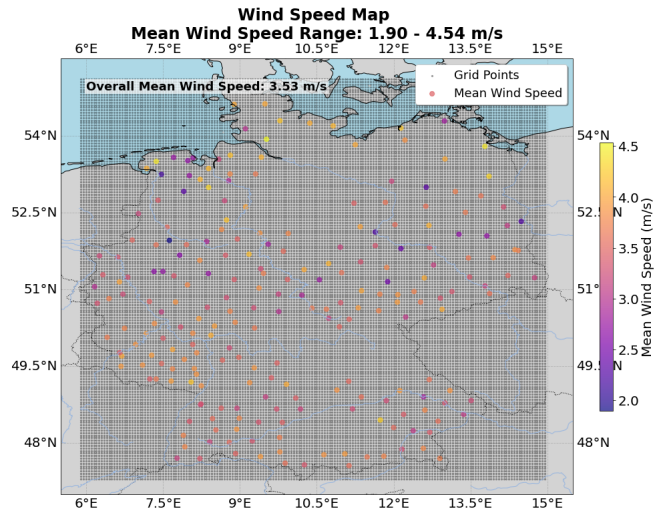 Wind Speed Map
Mean Wind Speed Range: 1.90 - 4.54 m/s
6°E 7.5°E 9°E 10.5°E 12°E 13.5°E 15°E
Overall Mean Wind Speed: 3.53 m/s
Grid Points
Mean Wind Speed
54°N 54°N
52.5°N 52.5°N
51°N 51°N
49.5°N 49.5°N
48°N 48°N
6°E 7.5°E 9°E 10.5°E 12°E 13.5°E 15°E
4.5
4.0
3.5
3.0
2.5
2.0
Mean Wind Speed (m/s)